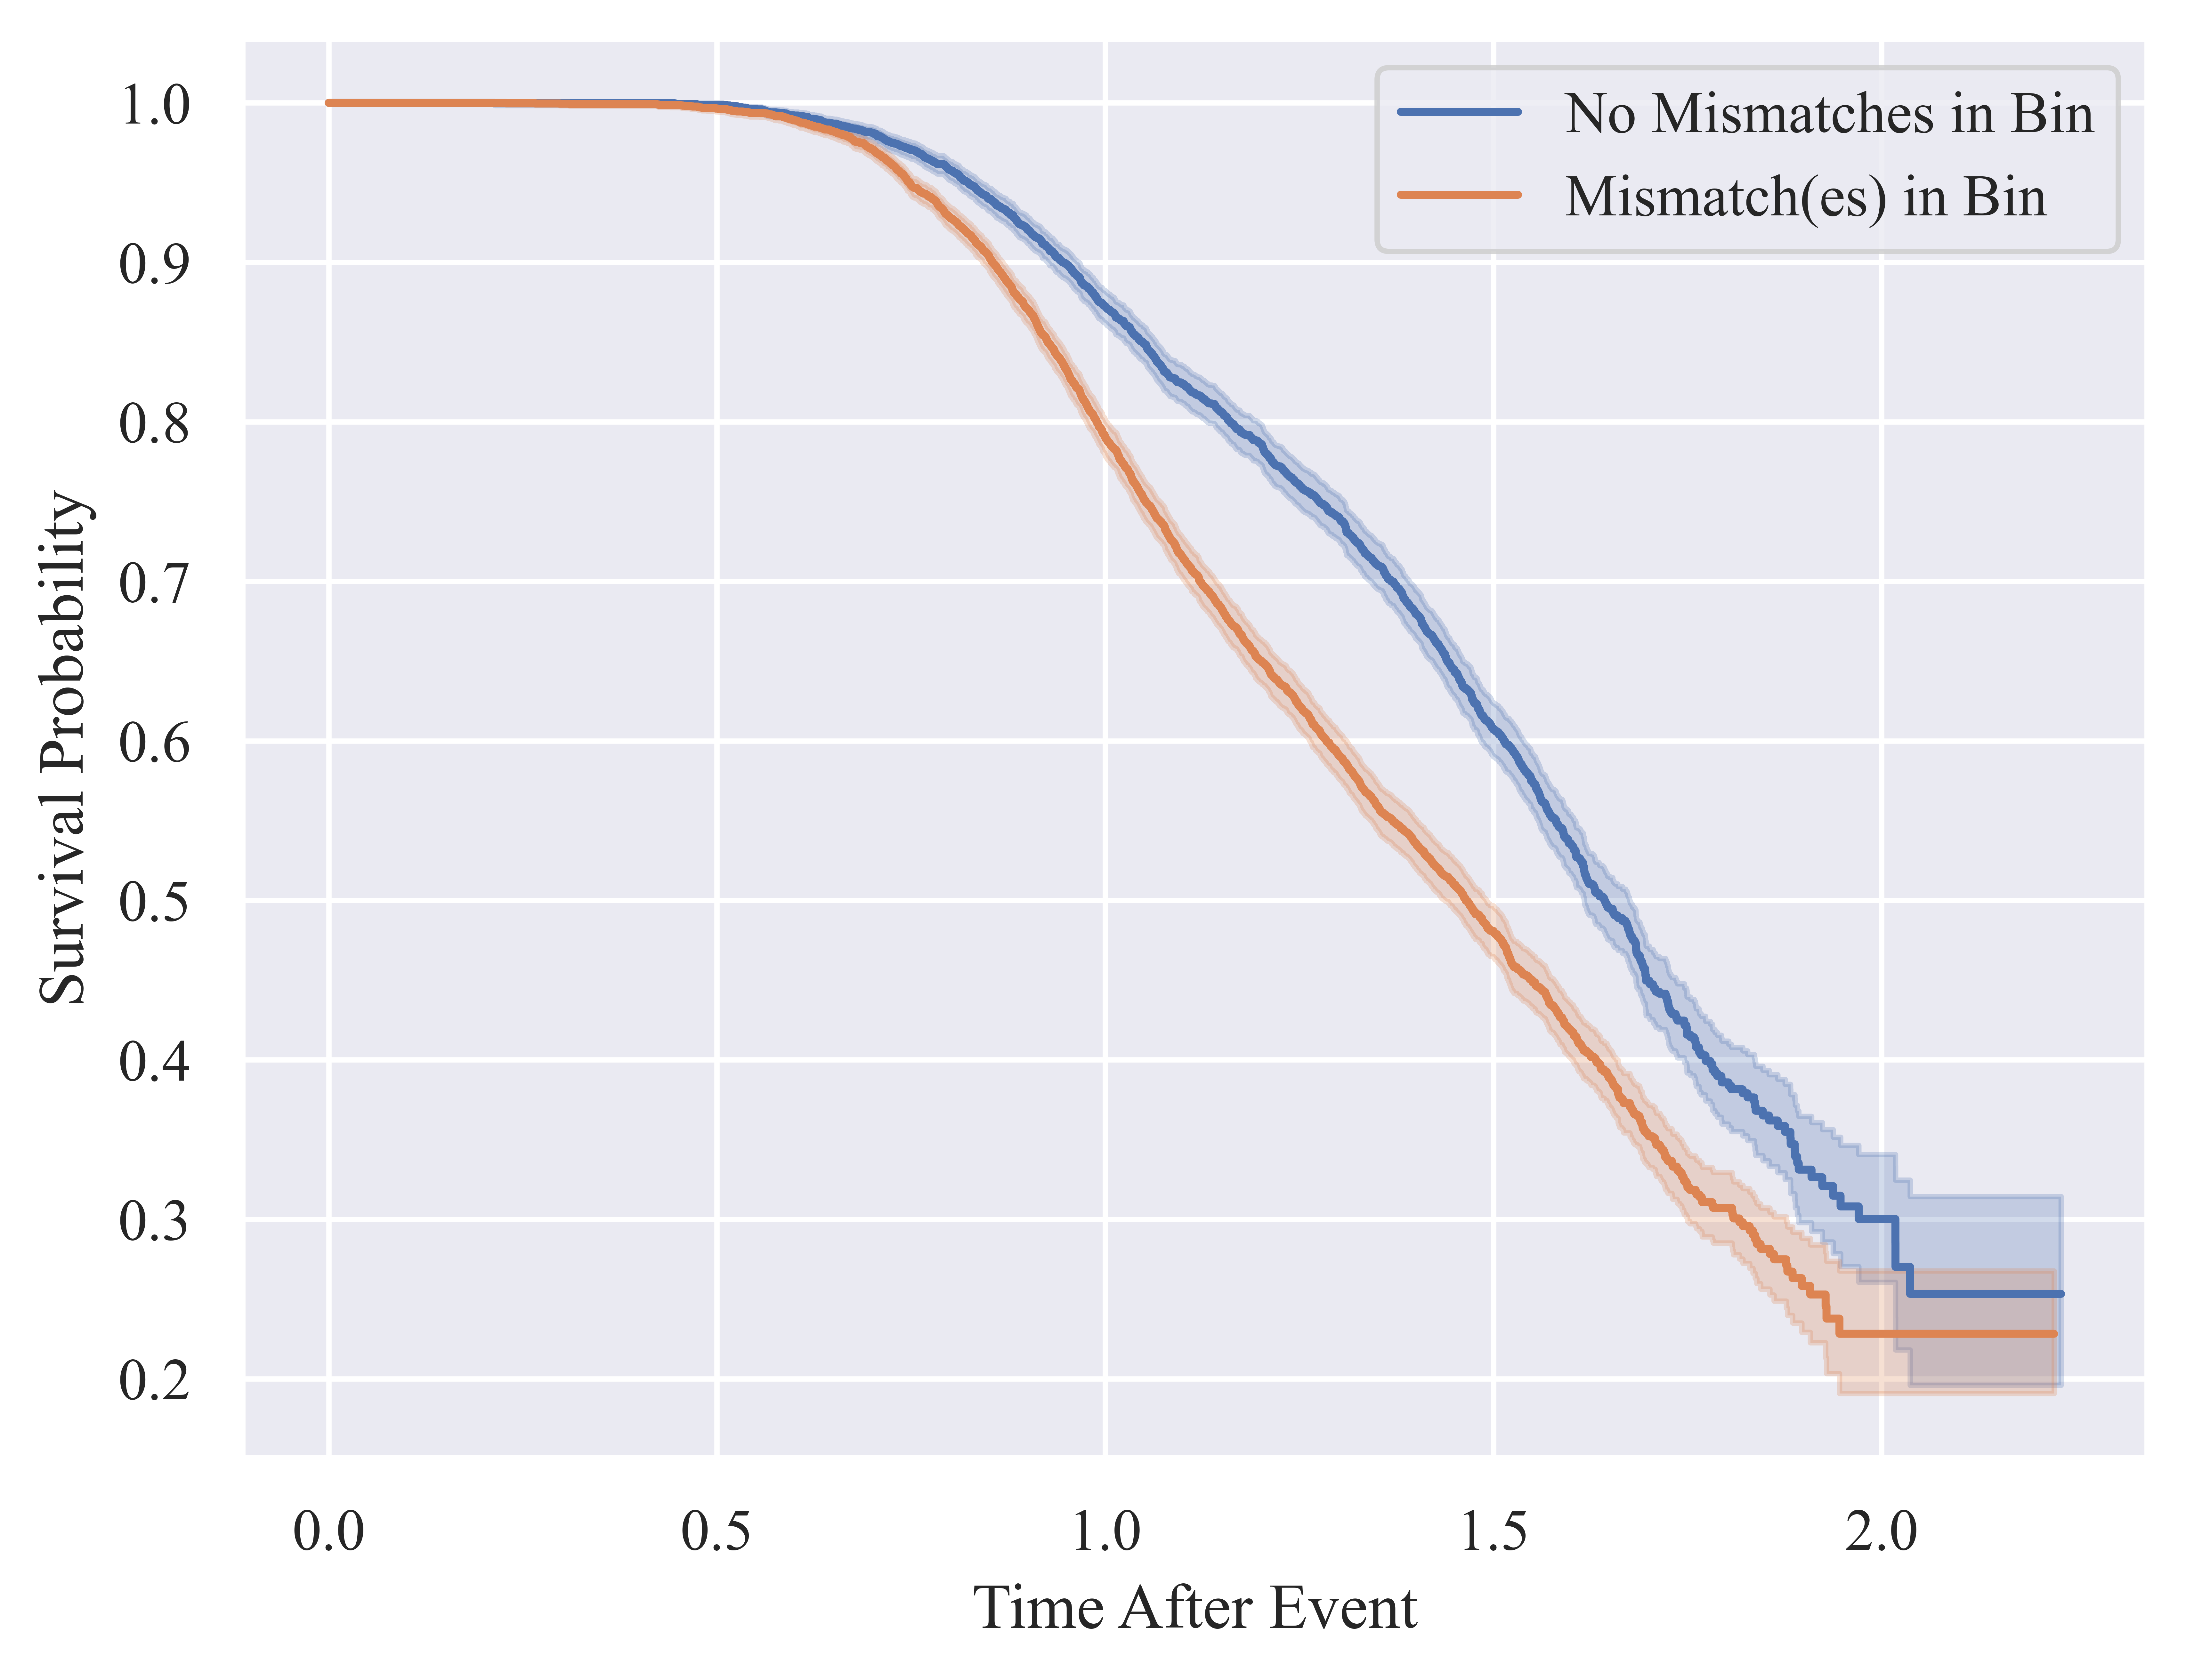 No Mismatches in Bin
Mismatch(es) in Bin
Survival Probability
1.0
0.9
0.8
0.7
0.6
0.5
0.4
0.3
0.2
0.0 0.5 1.0 1.5 2.0
Time After Event